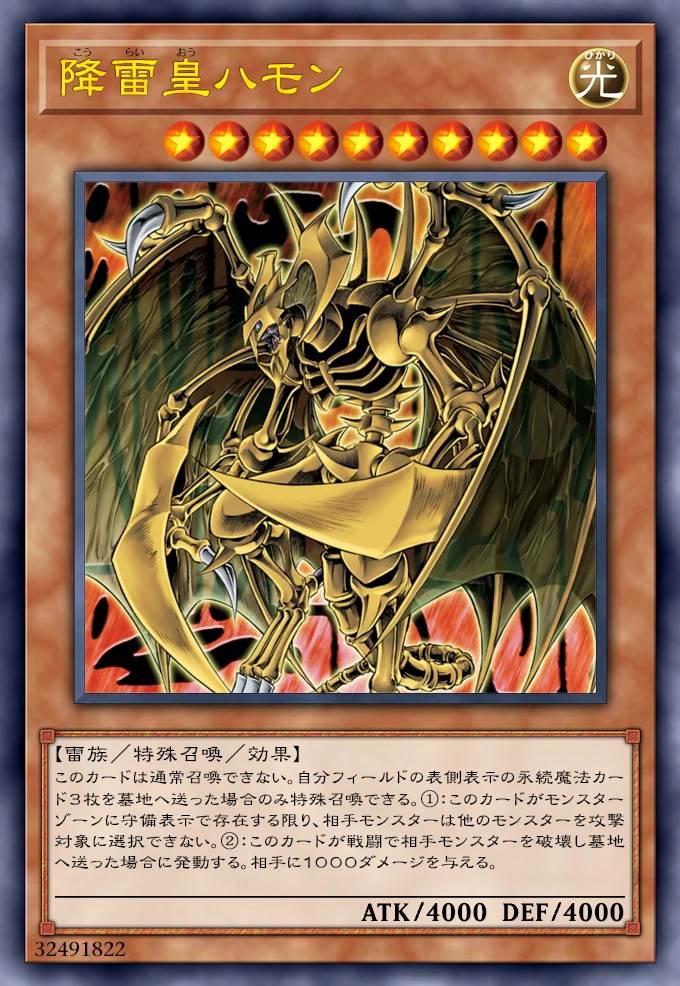 こう らい おう
降雷皇ハモン
ひかり
光
【雷族／特殊召喚／効果】
このカードは通常召喚できない。自分フィールドの表側表示の永続魔法カー
ド３枚を墓地へ送った場合のみ特殊召喚できる。①：このカードがモンスター
ゾーンに守備表示で存在する限り、相手モンスターは他のモンスターを攻撃
対象に選択できない。②：このカードが戦闘で相手モンスターを破壊し墓地
へ送った場合に発動する。相手に１０００ダメージを与える。
ATK/4000 DEF/4000
32491822